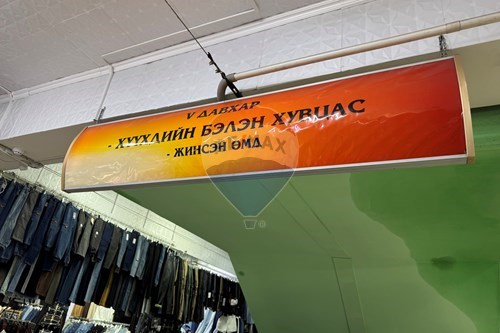 V ДАВХАР
- ХҮҮХДИЙН БЭЛЭН ХУВЦАС
- ЖИНСЭН ӨМД